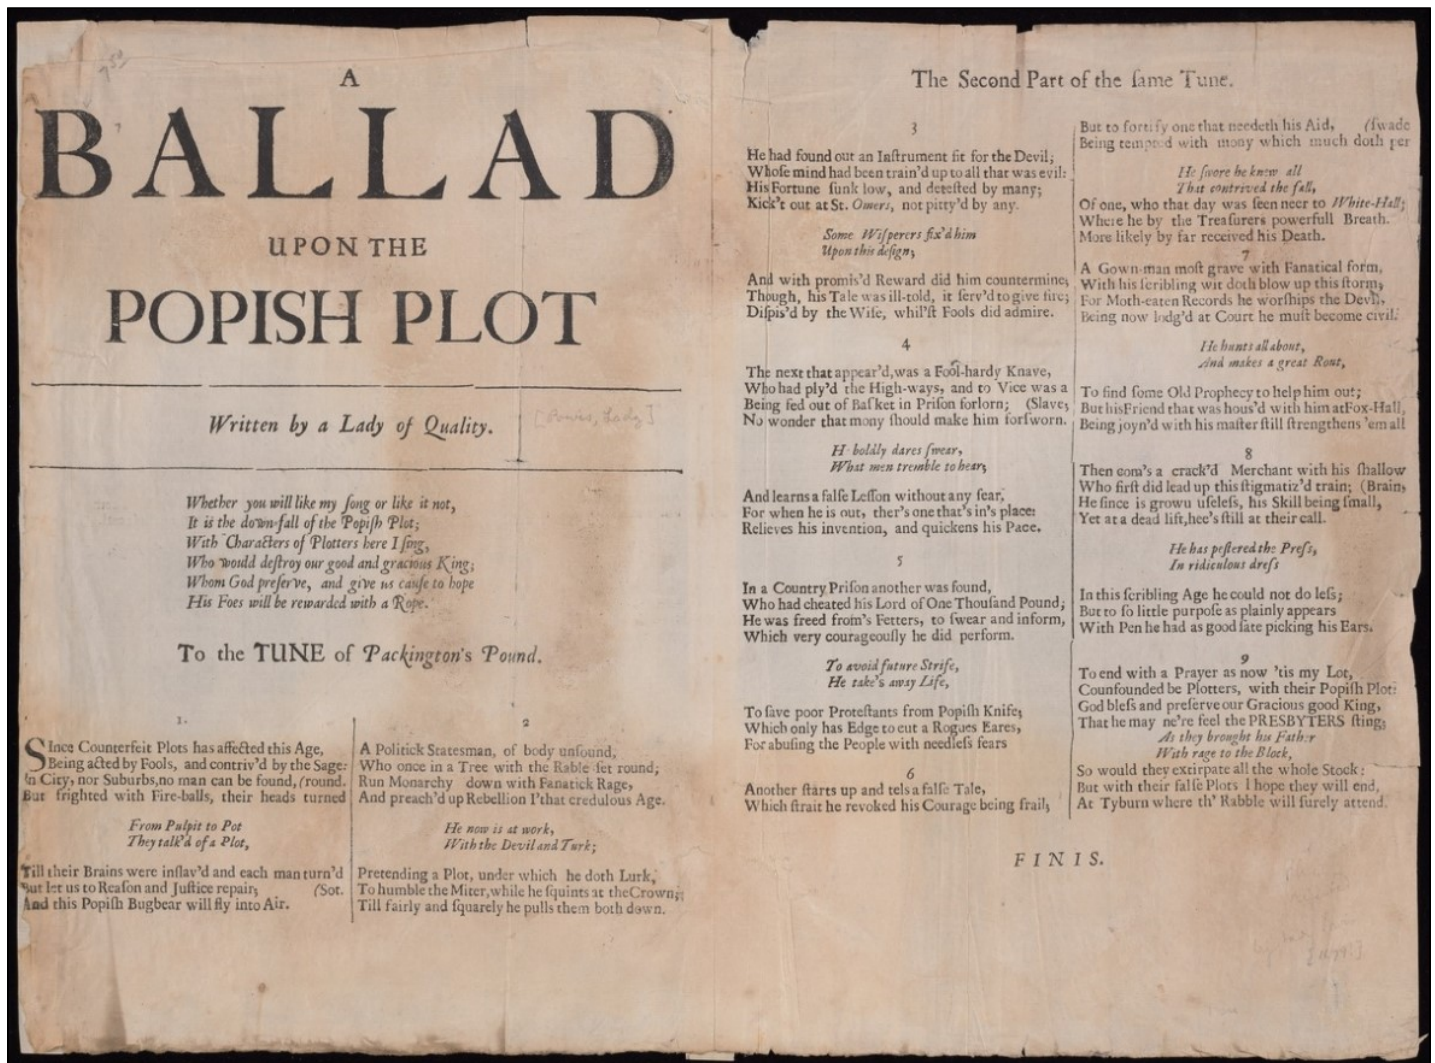 A
BALLAD
UPON THE
POPISH PLOT
Written by a Lady of Quality.
[Powis, Lady]
Whether you will like my ſong or like it not,
It is the down-fall of the Popiſh Plot;
With Characters of Plotters here I ſing,
Who would deſtroy our good and gracious King;
Whom God preſerve, and give us cauſe to hope
His Foes will be rewarded with a Rope.
To the TUNE of Packington's Pound.
1.
SInce Counterfeit Plots has affected this Age,
Being acted by Fools, and contriv'd by the Sage:
In City, nor Suburbs, no man can be found, (round.
But frighted with Fire-balls, their heads turned
From Pulpit to Pot
They talk'd of a Plot,
Till their Brains were inſlav'd and each man turn'd
But let us to Reaſon and Juſtice repair; (Sot.
And this Popiſh Bugbear will fly into Air.
2
A Politick Statesman, of body unſound,
Who once in a Tree with the Rable ſet round;
Run Monarchy down with Fanatick Rage,
And preach'd up Rebellion I'that credulous Age.
He now is at work,
With the Devil and Turk;
Pretending a Plot, under which he doth Lurk,
To humble the Miter, while he ſquints at the Crown;
Till fairly and ſquarely he pulls them both down.
The Second Part of the ſame Tune.
3
He had found out an Inſtrument fit for the Devil;
Whoſe mind had been train'd up to all that was evil:
His Fortune ſunk low, and deteſted by many;
Kick't out at St. Omers, not pitty'd by any.
Some Wiſperers fix'd him
Upon this deſign;
And with promis'd Reward did him countermine;
Though, his Tale was ill-told, it ſerv'd to give fire;
Diſpis'd by the Wiſe, whil'ſt Fools did admire.
4
The next that appear'd, was a Fool-hardy Knave,
Who had ply'd the High-ways, and to Vice was a
Being fed out of Baſket in Priſon forlorn; (Slave;
No wonder that mony ſhould make him forſworn.
H boldly dares ſwear,
What men tremble to hear;
And learns a falſe Leſſon without any fear,
For when he is out, ther's one that's in's place:
Relieves his invention, and quickens his Pace.
5
In a Country Priſon another was found,
Who had cheated his Lord of One Thouſand Pound;
He was freed from's Fetters, to ſwear and inform,
Which very courageouſly he did perform.
To avoid future Strife,
He take's away Life,
To ſave poor Proteſtants from Popiſh Knife;
Which only has Edge to cut a Rogues Eares,
For abuſing the People with needleſs fears
6
Another ſtarts up and tels a falſe Tale,
Which ſtrait he revoked his Courage being frail;
But to fortify one that needeth his Aid, (ſwade
Being tempted with mony which much doth per
He ſwore he knew all
That contrived the fall,
Of one, who that day was ſeen neer to White-Hall;
Where he by the Treaſurers powerfull Breath.
More likely by far received his Death.
7
A Gown-man moſt grave with Fanatical form,
With his ſcribling wit doth blow up this ſtorm;
For Moth-eaten Records he worſhips the Devil,
Being now lodg'd at Court he muſt become civil.
He hunts all about,
And makes a great Rout,
To find ſome Old Prophecy to help him out;
But his Friend that was hous'd with him at Fox-Hall,
Being joyn'd with his maſter ſtill ſtrengthens 'em all
8
Then com's a crack'd Merchant with his ſhallow
Who firſt did lead up this ſtigmatiz'd train; (Brain,
He ſince is grown uſeleſs, his Skill being ſmall,
Yet at a dead lift, hee's ſtill at their call.
He has peſtered the Preſs,
In ridiculous dreſs
In this ſcribling Age he could not do leſs;
But to ſo little purpoſe as plainly appears
With Pen he had as good ſate picking his Ears.
9
To end with a Prayer as now 'tis my Lot,
Counfounded be Plotters, with their Popiſh Plot:
God bleſs and preſerve our Gracious good King,
That he may ne're feel the PRESBYTERS ſting;
As they brought his Father
With rage to the Block,
So would they extirpate all the whole Stock:
But with their falſe Plots I hope they will end,
At Tyburn where th' Rabble will ſurely attend.
FINIS.